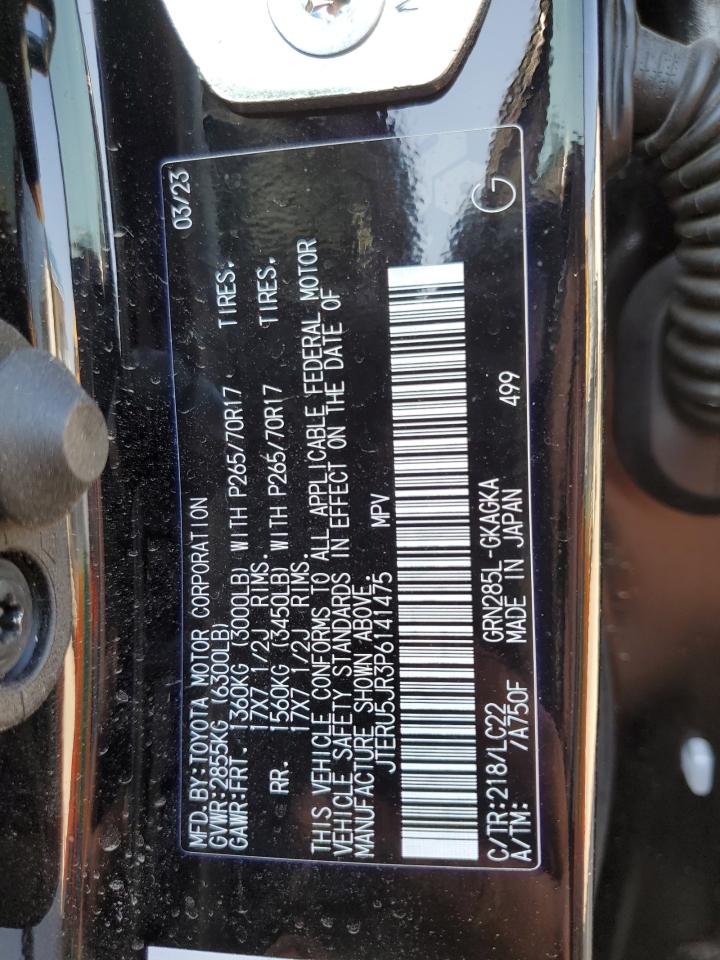 MFD.BY:TOYOTA MOTOR CORPORATION 03/23
GVWR:2855KG (6300LB)
GAWR:FRT. 1360KG (3000LB) WITH P265/70R17 TIRES.
17X7 1/2J RIMS.
RR. 1560KG (3450LB) WITH P265/70R17 TIRES.
17X7 1/2J RIMS.
THIS VEHICLE CONFORMS TO ALL APPLICABLE FEDERAL MOTOR
VEHICLE SAFETY STANDARDS IN EFFECT ON THE DATE OF
MANUFACTURE SHOWN ABOVE.
JTERU5JR3P6141475 MPV
C/TR:218/LC22 GRN285L-GKAGKA
A/TM: /A750F MADE IN JAPAN 499
G